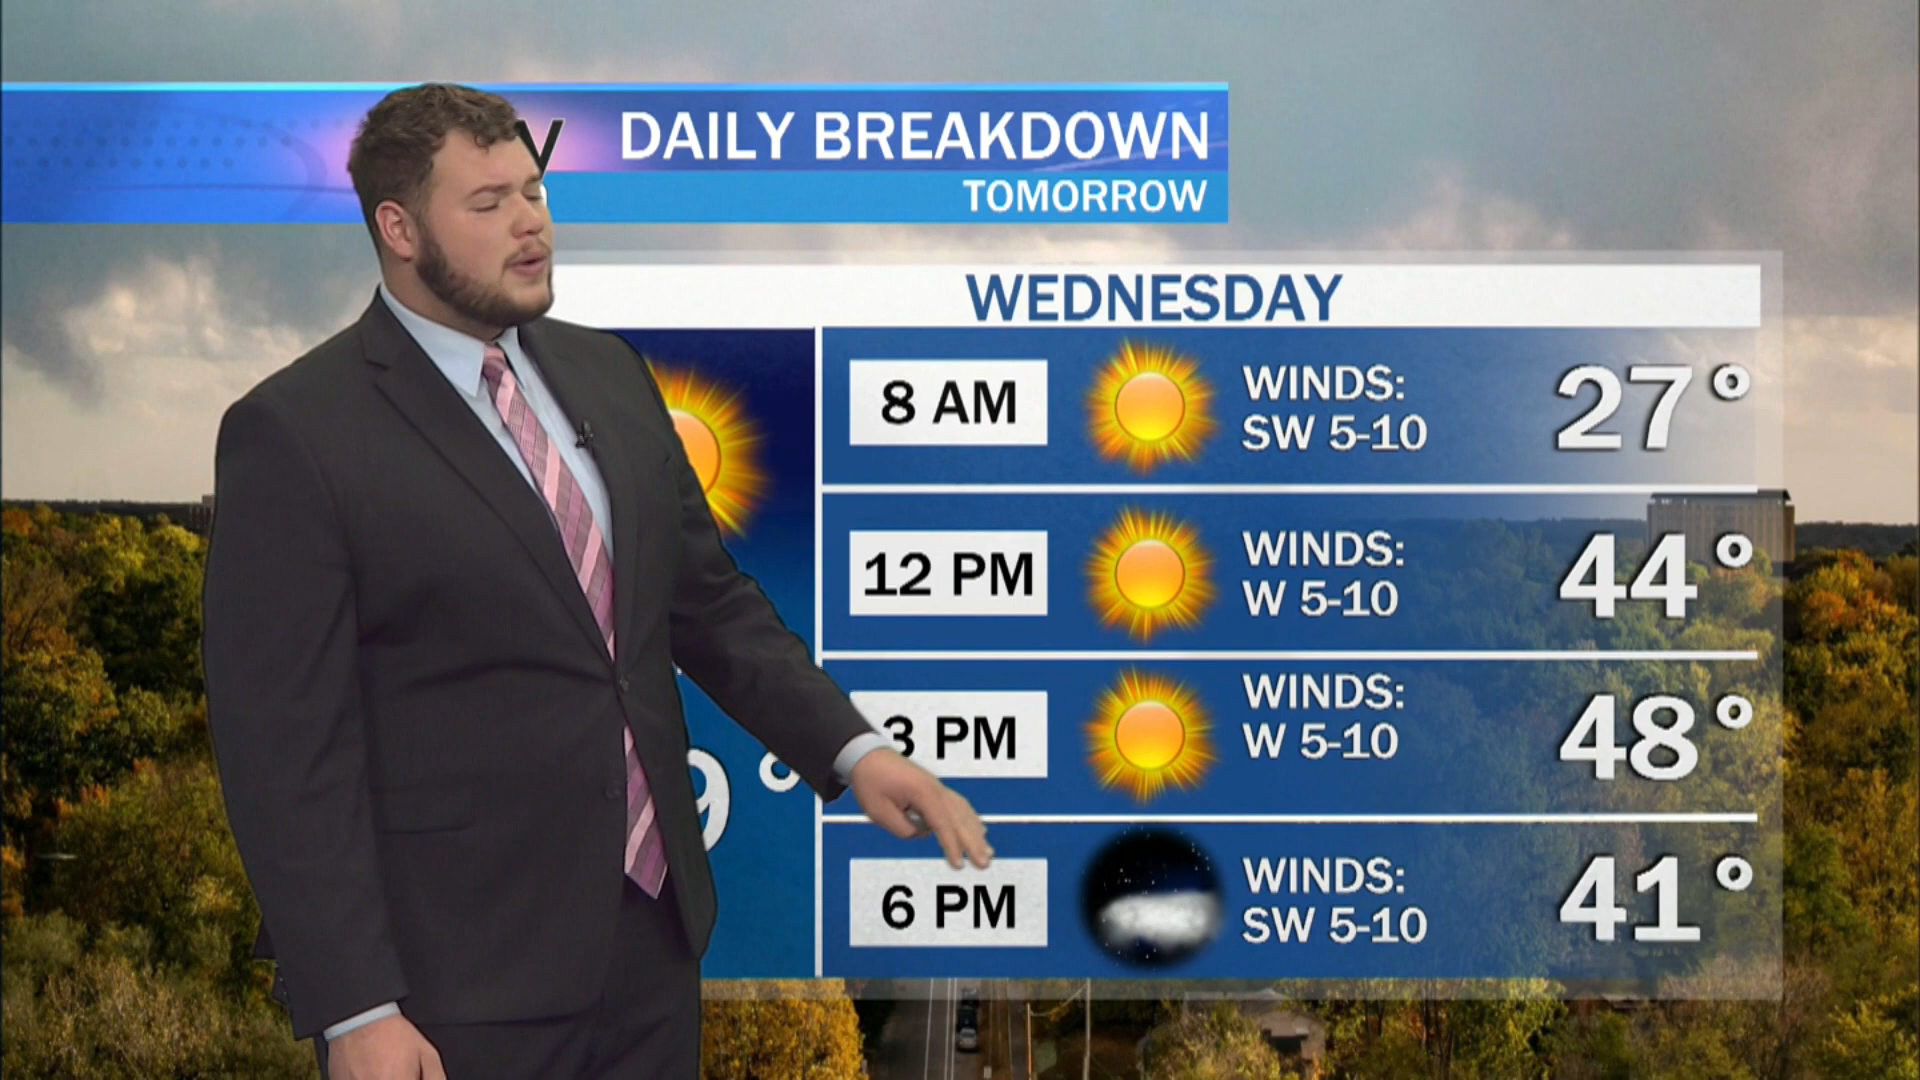 DAILY BREAKDOWN
TOMORROW
WEDNESDAY
8 AM
WINDS:
SW 5-10
27°
12 PM
WINDS:
W 5-10
44°
3 PM
WINDS:
W 5-10
48°
9°
6 PM
WINDS:
SW 5-10
41°